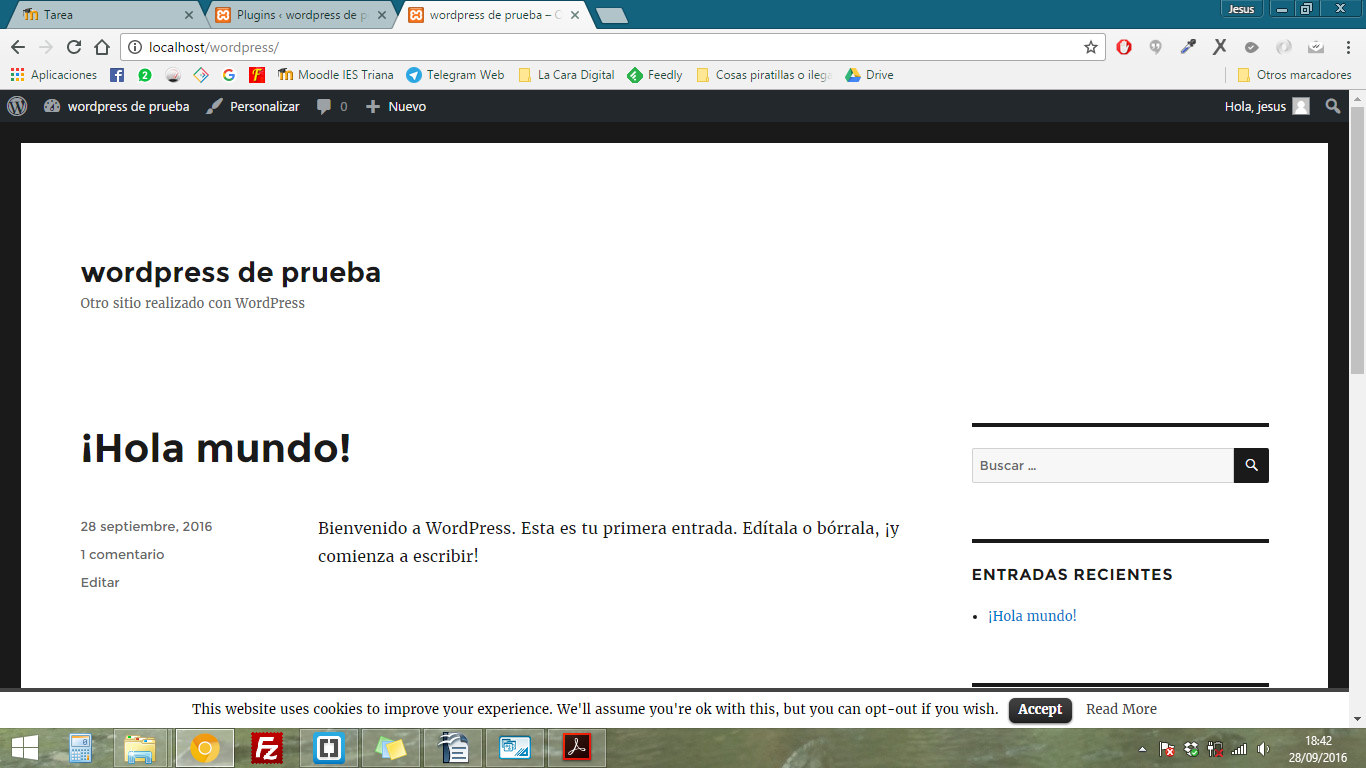 Tarea
Plugins ‹ wordpress de p
wordpress de prueba – 
Jesus
localhost/wordpress/
Aplicaciones
2
G
Moodle IES Triana
Telegram Web
La Cara Digital
Feedly
Cosas piratillas o ilega
Drive
Otros marcadores
wordpress de prueba
Personalizar
0
Nuevo
Hola, jesus
wordpress de prueba
Otro sitio realizado con WordPress
¡Hola mundo!
28 septiembre, 2016
1 comentario
Editar
Bienvenido a WordPress. Esta es tu primera entrada. Edítala o bórrala, ¡y
comienza a escribir!
Buscar ...
ENTRADAS RECIENTES
¡Hola mundo!
This website uses cookies to improve your experience. We'll assume you're ok with this, but you can opt-out if you wish. Accept Read More
18:42
28/09/2016